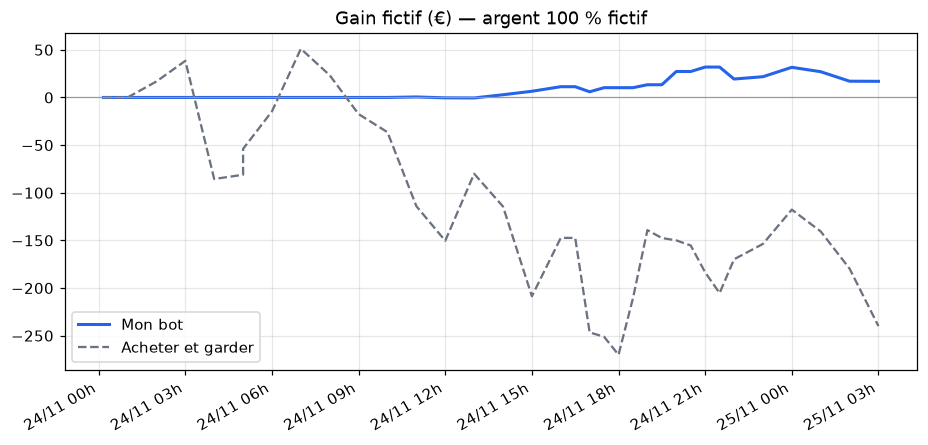 Gain fictif (€) — argent 100 % fictif
50
0
−50
−100
−150
−200
−250
Mon bot
Acheter et garder
24/11 00h
24/11 03h
24/11 06h
24/11 09h
24/11 12h
24/11 15h
24/11 18h
24/11 21h
25/11 00h
25/11 03h